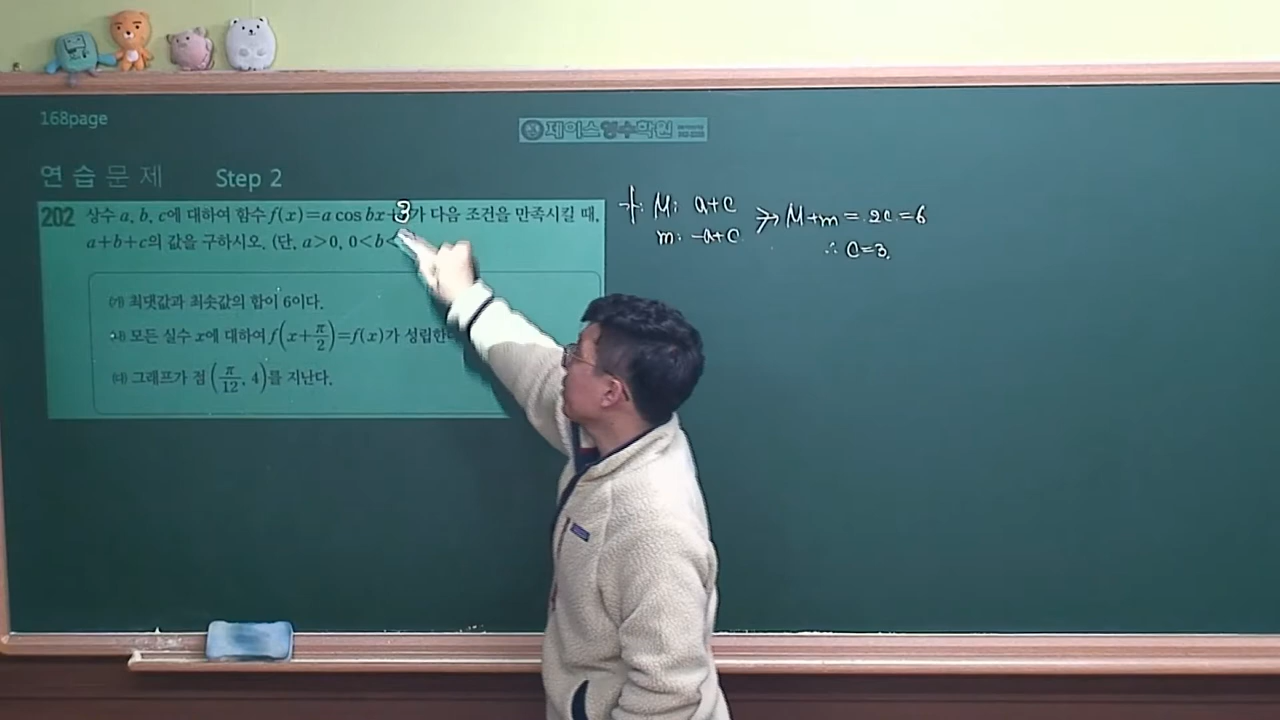 168page
제이스영수학원
연습문제 Step 2
202 상수 a, b, c에 대하여 함수 f(x)=a cos bx+3가 다음 조건을 만족시킬 때,
a+b+c의 값을 구하시오. (단, a>0, 0<b<
㈎ 최댓값과 최솟값의 합이 6이다.
㈏ 모든 실수 x에 대하여 f(x+π/2)=f(x)가 성립한
㈐ 그래프가 점 (π/12, 4)를 지난다.
가: M: a+c
m: -a+c
M+m = 2c = 6
∴ c=3.